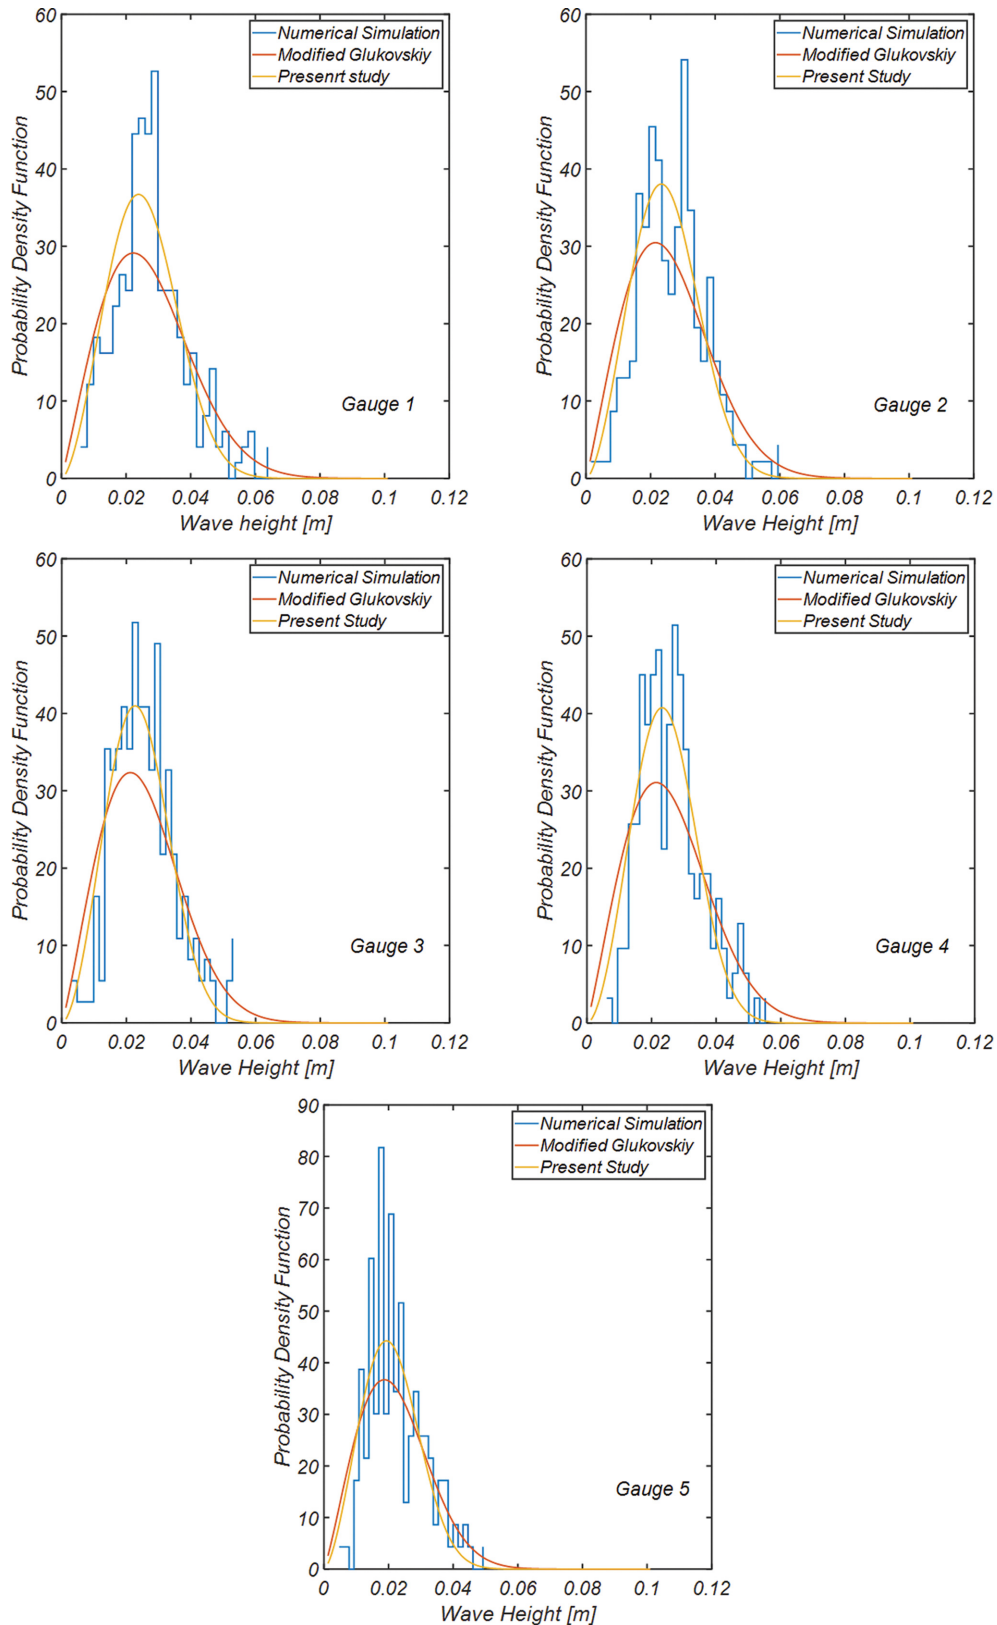 60
50
40
30
20
10
0
Probability Density Function
Numerical Simulation
Modified Glukovskiy
Presenrt study
Gauge 1
0 0.02 0.04 0.06 0.08 0.1 0.12
Wave height [m]
60
50
40
30
20
10
0
Probability Density Function
Numerical Simulation
Modified Glukovskiy
Present Study
Gauge 2
0 0.02 0.04 0.06 0.08 0.1 0.12
Wave Height [m]
60
50
40
30
20
10
0
Probability Density Function
Numerical Simulation
Modified Glukovskiy
Present Study
Gauge 3
0 0.02 0.04 0.06 0.08 0.1 0.12
Wave Height [m]
60
50
40
30
20
10
0
Probability Density Function
Numerical Simulation
Modified Glukovskiy
Present Study
Gauge 4
0 0.02 0.04 0.06 0.08 0.1 0.12
Wave Height [m]
90
80
70
60
50
40
30
20
10
0
Probability Density Function
Numerical Simulation
Modified Glukovskiy
Present Study
Gauge 5
0 0.02 0.04 0.06 0.08 0.1 0.12
Wave Height [m]